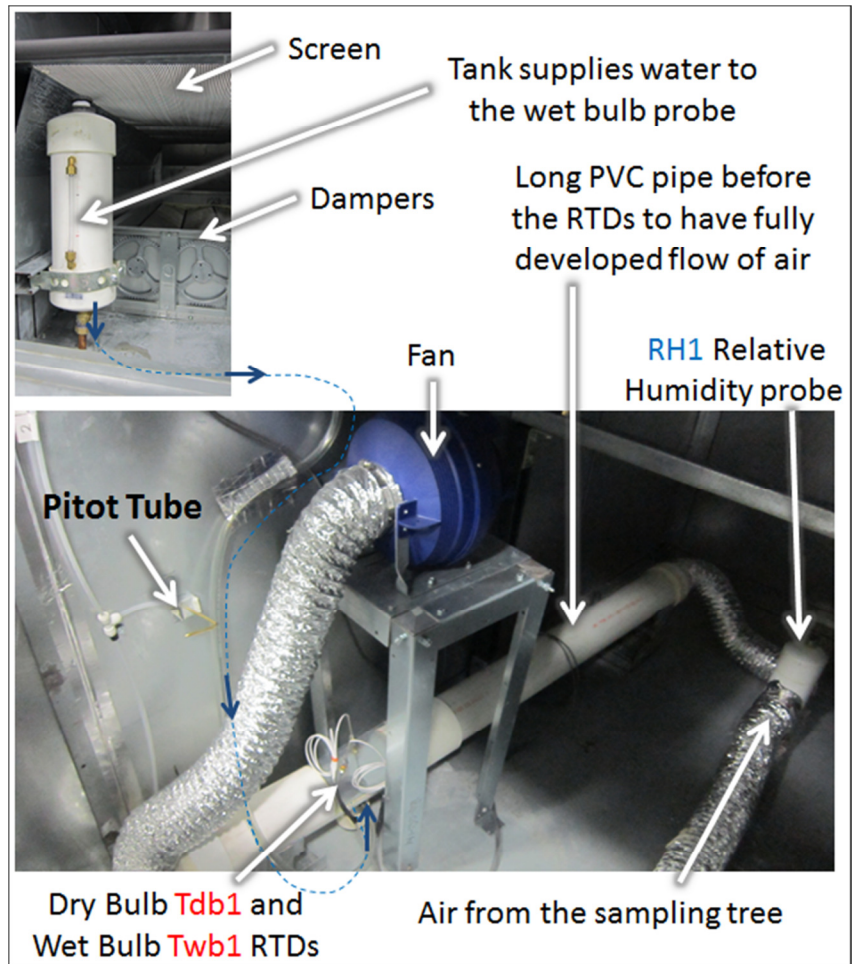 Screen
Tank supplies water to
the wet bulb probe
Dampers
Long PVC pipe before
the RTDs to have fully
developed flow of air
Fan
RH1 Relative
Humidity probe
Pitot Tube
Dry Bulb Tdb1 and
Wet Bulb Twb1 RTDs
Air from the sampling tree